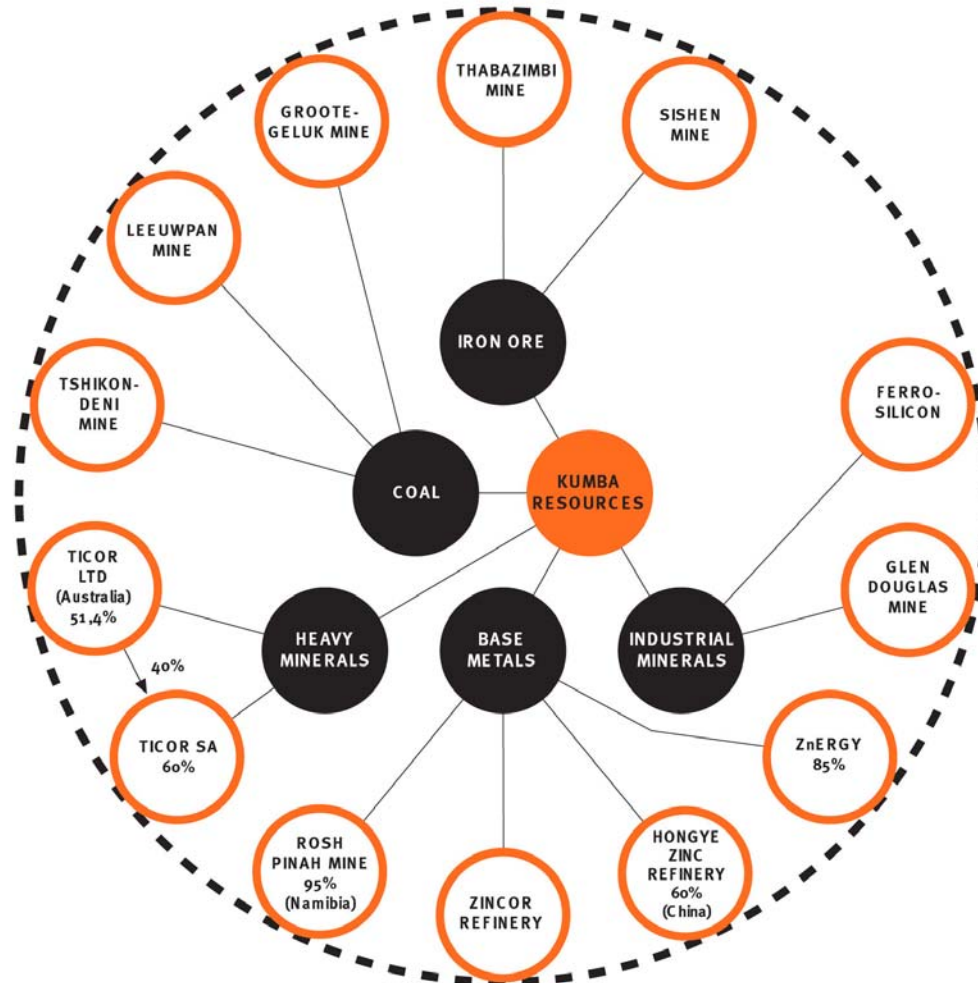 THABAZIMBI
MINE
GROOTE-
GELUK MINE
SISHEN
MINE
LEEUWPAN
MINE
IRON ORE
TSHIKON-
DENI
MINE
FERRO-
SILICON
COAL
KUMBA
RESOURCES
TICOR
LTD
(Australia)
51,4%
GLEN
DOUGLAS
MINE
HEAVY
MINERALS
BASE
METALS
INDUSTRIAL
MINERALS
40%
TICOR SA
60%
ZnERGY
85%
ROSH
PINAH MINE
95%
(Namibia)
ZINCOR
REFINERY
HONGYE
ZINC
REFINERY
60%
(China)